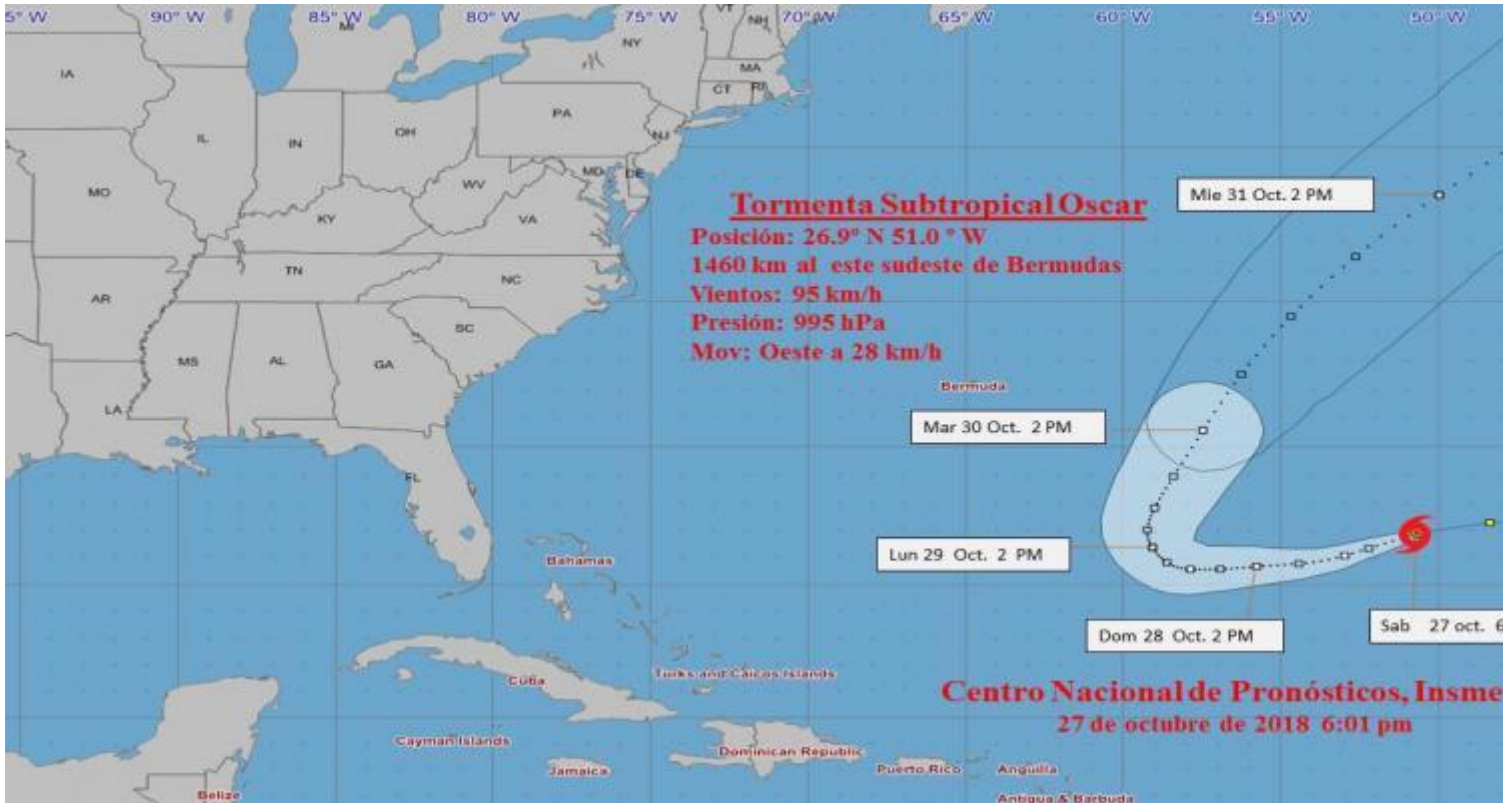 5° W 90° W 85° W 80° W 75° W 70° W 65° W 60° W 55° W 50° W
VT
NH
MI
NY
IA
MA
CT RI
PA
IL
IN
OH
NJ
MD
DE
MO
WV
VA
KY
Mie 31 Oct. 2 PM
Tormenta Subtropical Oscar
Posición: 26.9° N 51.0 ° W
1460 km al este sudeste de Bermudas
Vientos: 95 km/h
Presión: 995 hPa
Mov: Oeste a 28 km/h
TN
NC
AR
SC
MS
AL
GA
Bermuda
LA
Mar 30 Oct. 2 PM
FL
Lun 29 Oct. 2 PM
Bahamas
Dom 28 Oct. 2 PM
Sab 27 oct. 6
Turks and Caicos Islands
Cuba
Centro Nacional de Pronósticos, Insme
27 de octubre de 2018 6:01 pm
Cayman Islands
Dominican Republic
Jamaica
Puerto Rico
Anguilla
Belize
Antigua & Barbuda